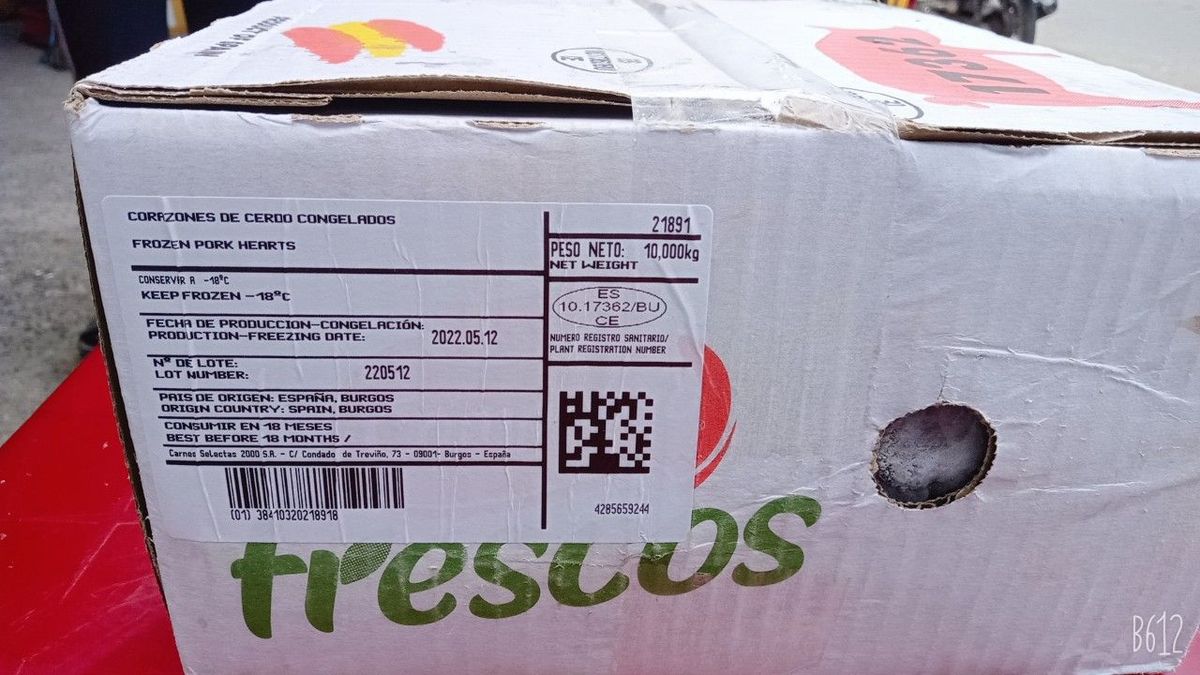 PRODUCT OF SPAIN
FRESCOS
CORAZONES DE CERDO CONGELADOS
FROZEN PORK HEARTS
CONSERVIR A -18ºC
KEEP FROZEN -18ºC
FECHA DE PRODUCCION-CONGELACIÓN:
PRODUCTION-FREEZING DATE: 2022.05.12
Nº DE LOTE:
LOT NUMBER: 220512
PAIS DE ORIGEN: ESPAÑA, BURGOS
ORIGIN COUNTRY: SPAIN, BURGOS
CONSUMIR EN 18 MESES
BEST BEFORE 18 MONTHS /
Carnes Selectas 2000 S.A. - C/ Condado de Treviño, 73 - 09001- Burgos - España
(01) 38410320218918
21891
PESO NETO: 10,000kg
NET WEIGHT
ES
10.17362/BU
CE
NUMERO REGISTRO SANITARIO/
PLANT REGISTRATION NUMBER
4285659244
frescos
B612